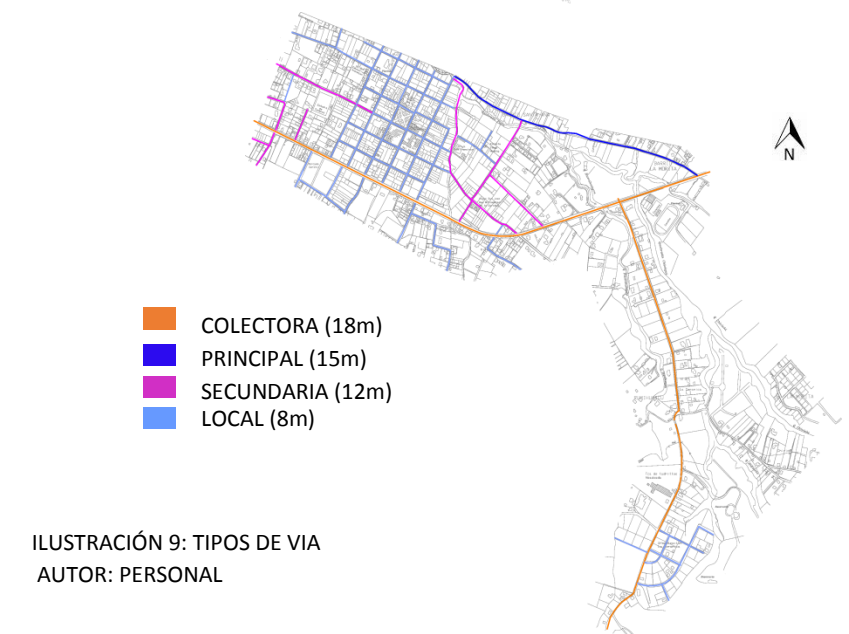 N
COLECTORA (18m)
PRINCIPAL (15m)
SECUNDARIA (12m)
LOCAL (8m)
ILUSTRACIÓN 9: TIPOS DE VIA
AUTOR: PERSONAL